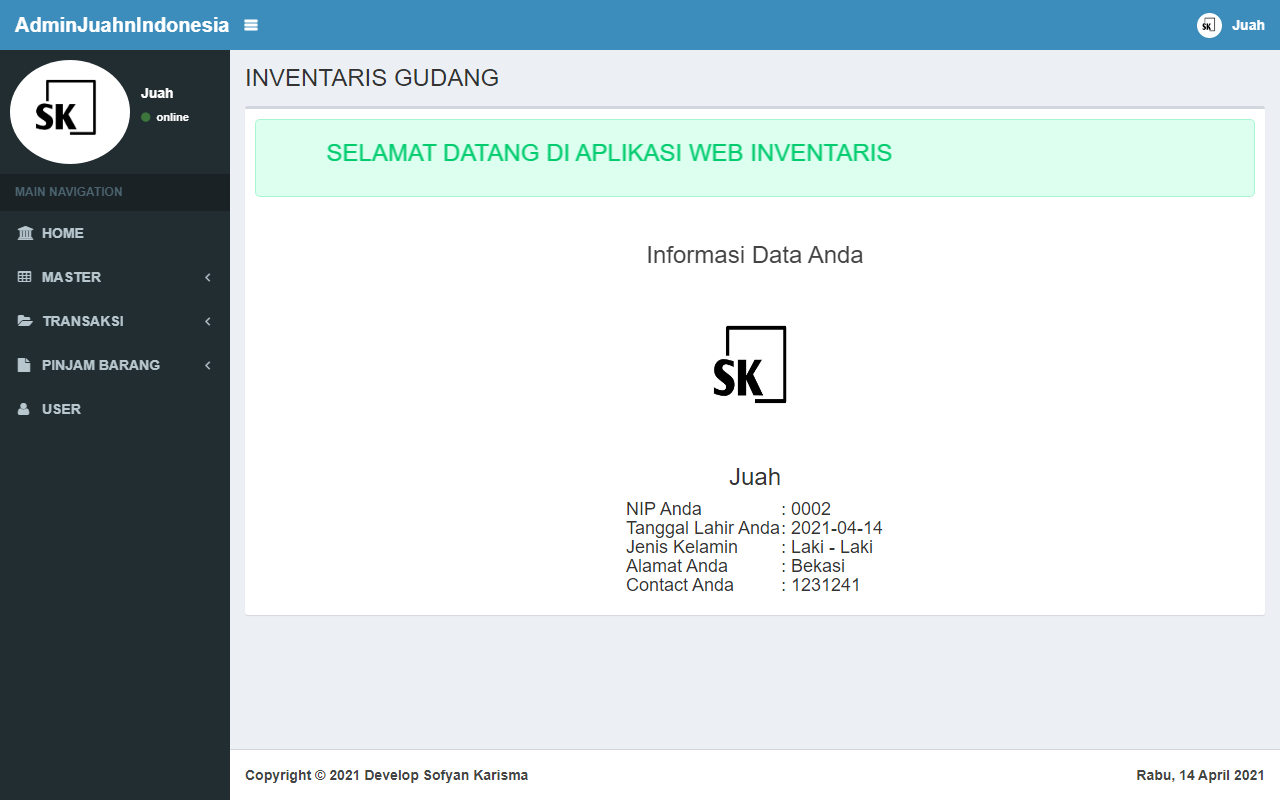 AdminJuahnIndonesia
SK Juah
SK
Juah
online
MAIN NAVIGATION
HOME
MASTER
TRANSAKSI
PINJAM BARANG
USER
INVENTARIS GUDANG
SELAMAT DATANG DI APLIKASI WEB INVENTARIS
Informasi Data Anda
SK
Juah
NIP Anda : 0002
Tanggal Lahir Anda : 2021-04-14
Jenis Kelamin : Laki - Laki
Alamat Anda : Bekasi
Contact Anda : 1231241
Copyright © 2021 Develop Sofyan Karisma
Rabu, 14 April 2021